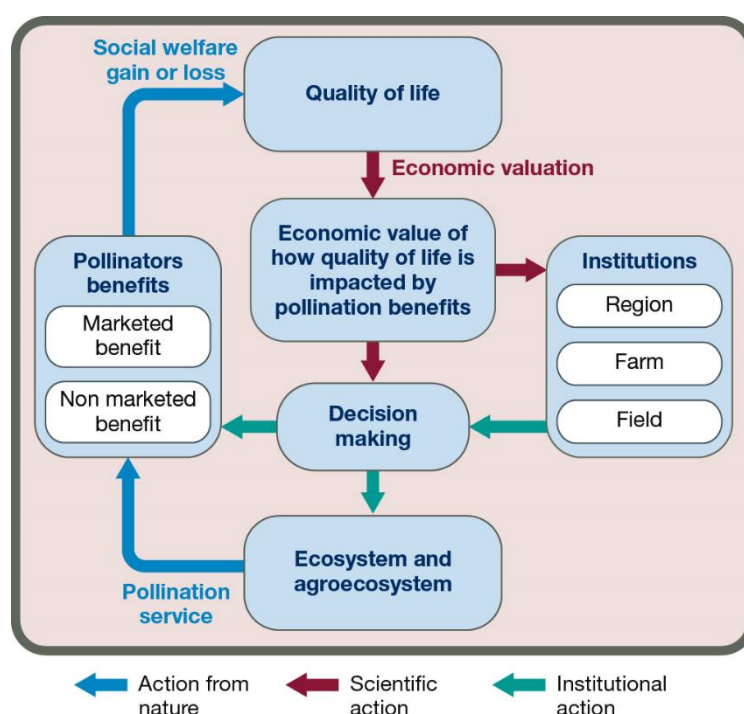 Social welfare
gain or loss
Quality of life
Economic valuation
Economic value of
how quality of life is
impacted by
pollination benefits
Pollinators
benefits
Marketed
benefit
Non marketed
benefit
Institutions
Region
Farm
Field
Decision
making
Ecosystem and
agroecosystem
Pollination
service
Action from
nature
Scientific
action
Institutional
action